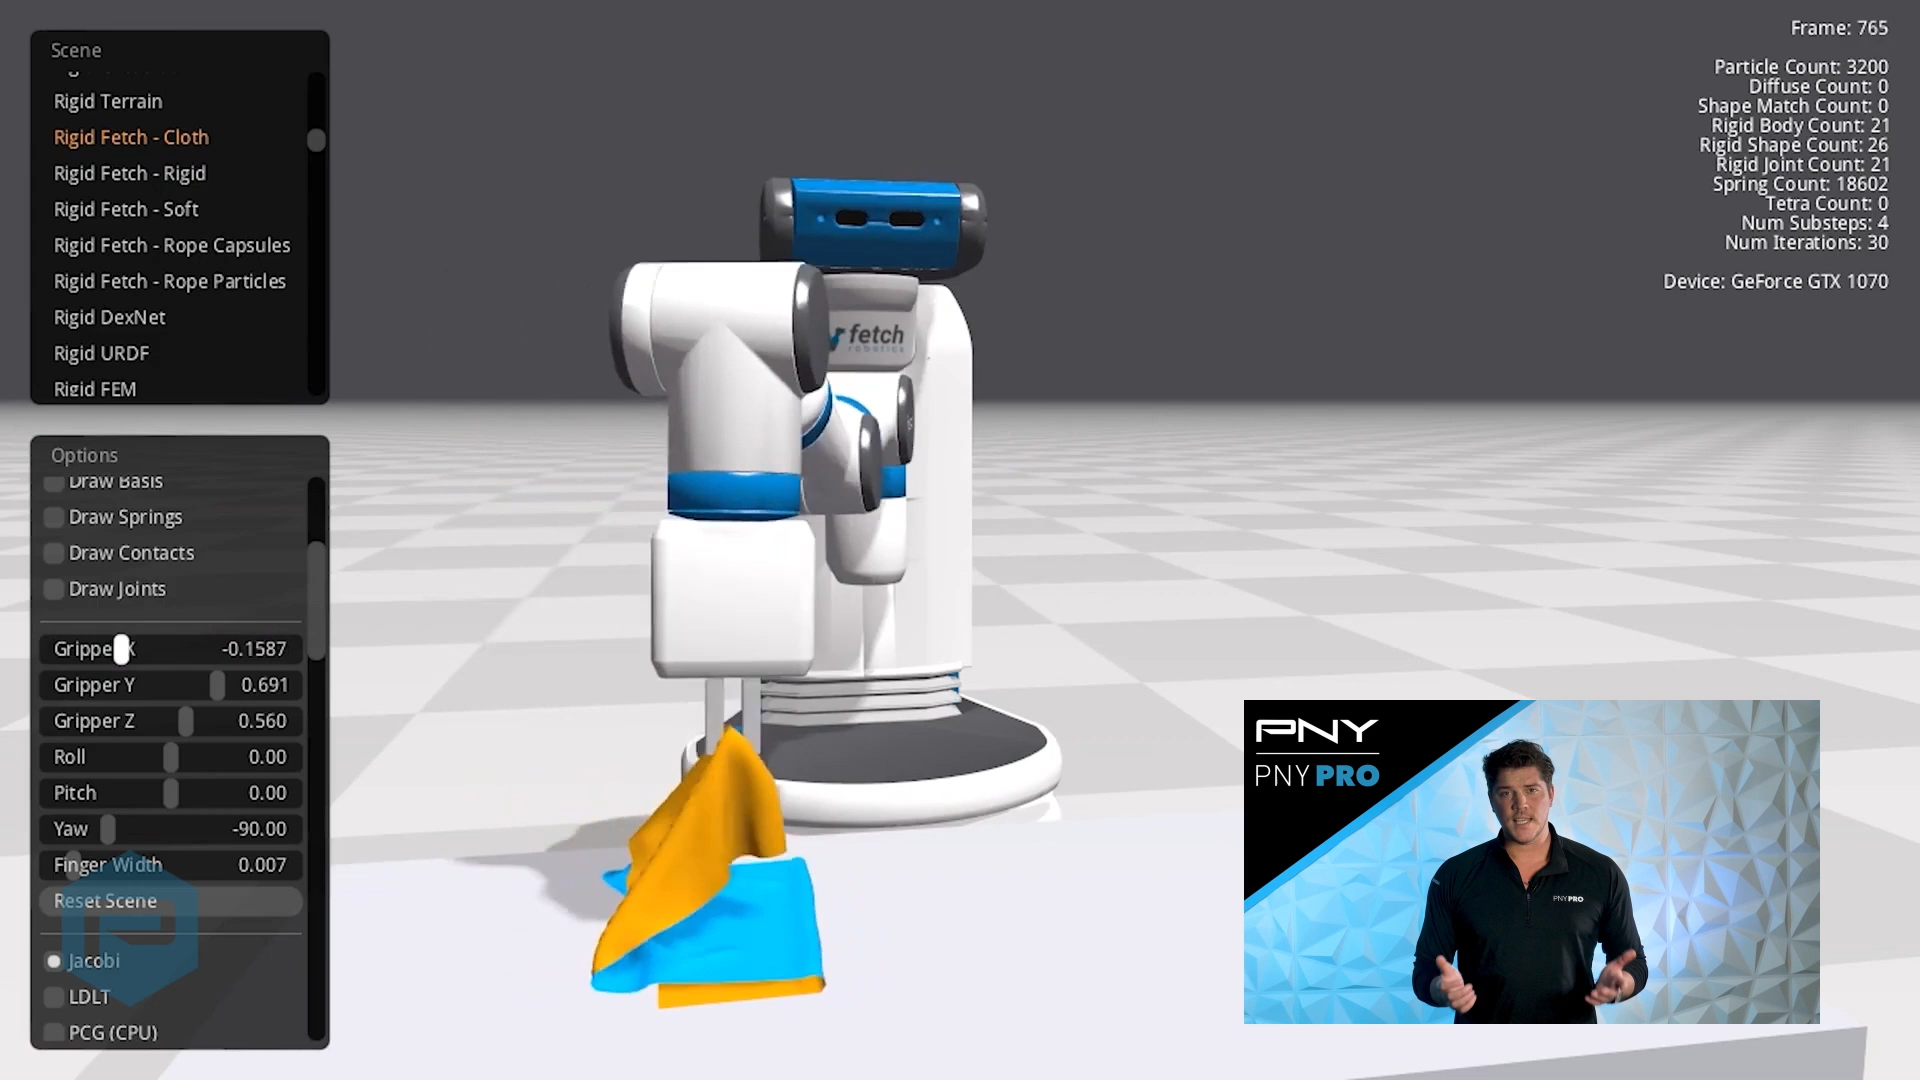 Scene
Rigid Terrain
Rigid Fetch - Cloth
Rigid Fetch - Rigid
Rigid Fetch - Soft
Rigid Fetch - Rope Capsules
Rigid Fetch - Rope Particles
Rigid DexNet
Rigid URDF
Rigid FEM
Options
Draw Basis
Draw Springs
Draw Contacts
Draw Joints
Gripper X -0.1587
Gripper Y 0.691
Gripper Z 0.560
Roll 0.00
Pitch 0.00
Yaw -90.00
Finger Width 0.007
Reset Scene
Jacobi
LDLT
PCG (CPU)
fetch
robotics
Frame: 765
Particle Count: 3200
Diffuse Count: 0
Shape Match Count: 0
Rigid Body Count: 21
Rigid Shape Count: 26
Rigid Joint Count: 21
Spring Count: 18602
Tetra Count: 0
Num Substeps: 4
Num Iterations: 30
Device: GeForce GTX 1070
PNY
PNY PRO
PNY PRO